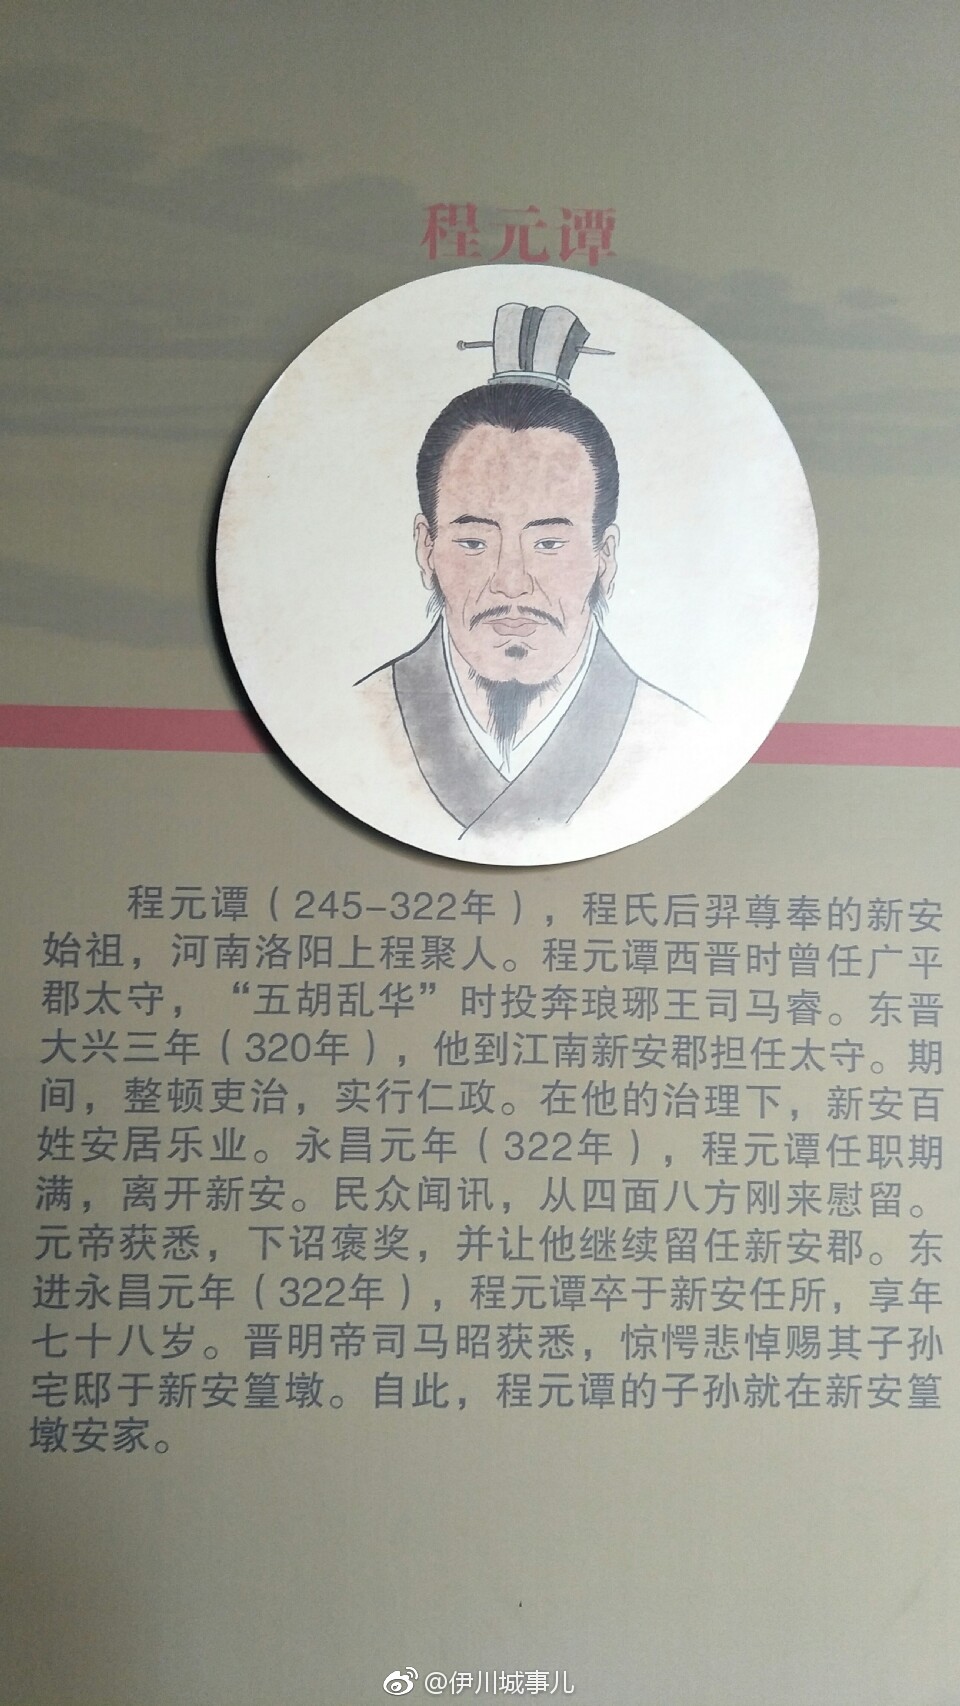 程元谭
程元谭（245-322年），程氏后羿尊奉的新安
始祖，河南洛阳上程聚人。程元谭西晋时曾任广平
郡太守，“五胡乱华”时投奔琅琊王司马睿。东晋
大兴三年（320年），他到江南新安郡担任太守。期
间，整顿吏治，实行仁政。在他的治理下，新安百
姓安居乐业。永昌元年（322年），程元谭任职期
满，离开新安。民众闻讯，从四面八方刚来慰留。
元帝获悉，下诏褒奖，并让他继续留任新安郡。东
进永昌元年（322年），程元谭卒于新安任所，享年
七十八岁。晋明帝司马昭获悉，惊愕悲悼赐其子孙
宅邸于新安篁墩。自此，程元谭的子孙就在新安篁
墩安家。
@伊川城事儿